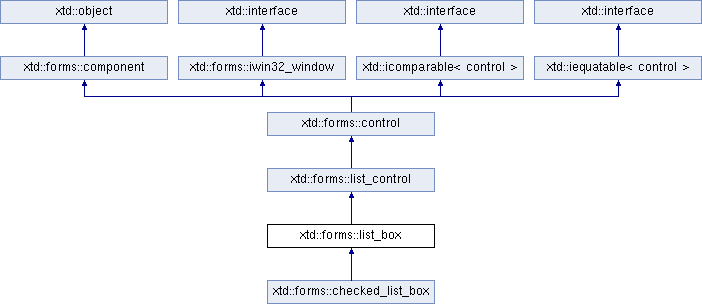 xtd::object xtd::interface xtd::interface xtd::interface
xtd::forms::component xtd::forms::iwin32_window xtd::icomparable< control > xtd::iequatable< control >
xtd::forms::control
xtd::forms::list_control
xtd::forms::list_box
xtd::forms::checked_list_box